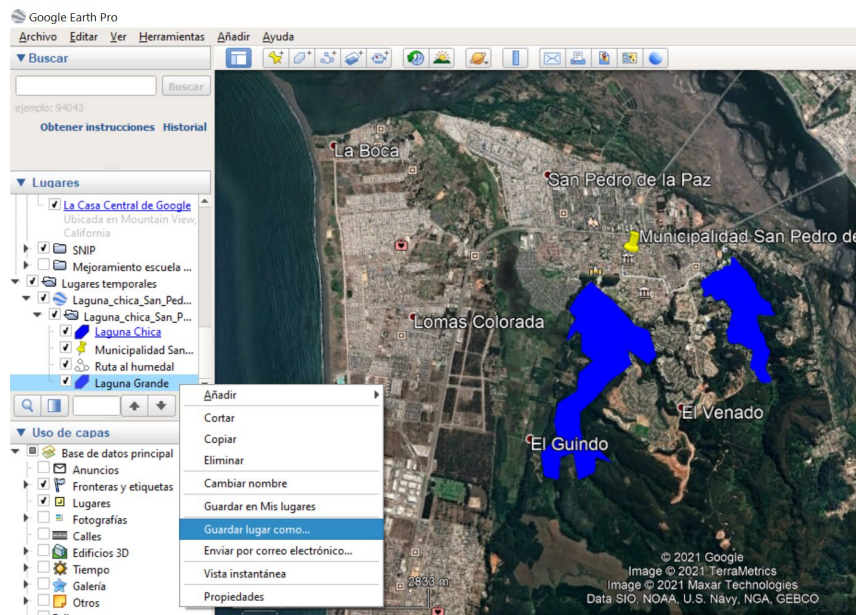 Google Earth Pro
Archivo Editar Ver Herramientas Añadir Ayuda
Buscar
Buscar
ejemplo: 94043
Obtener instrucciones Historial
Lugares
La Casa Central de Google
Ubicada en Mountain View,
California
SNIP
Mejoramiento escuela ...
Lugares temporales
Laguna_chica_San_Ped...
Laguna_chica_San_P...
Laguna Chica
Municipalidad San...
Ruta al humedal
Laguna Grande
Uso de capas
Base de datos principal
Anuncios
Fronteras y etiquetas
Lugares
Fotografías
Calles
Edificios 3D
Tiempo
Galería
Otros
Añadir
Cortar
Copiar
Eliminar
Cambiar nombre
Guardar en Mis lugares
Guardar lugar como...
Enviar por correo electrónico...
Vista instantánea
Propiedades
La Boca
San Pedro de la Paz
Municipalidad San Pedro de
Lomas Colorada
El Venado
El Guindo
2833 m
© 2021 Google
Image © 2021 TerraMetrics
Image © 2021 Maxar Technologies
Data SIO, NOAA, U.S. Navy, NGA, GEBCO